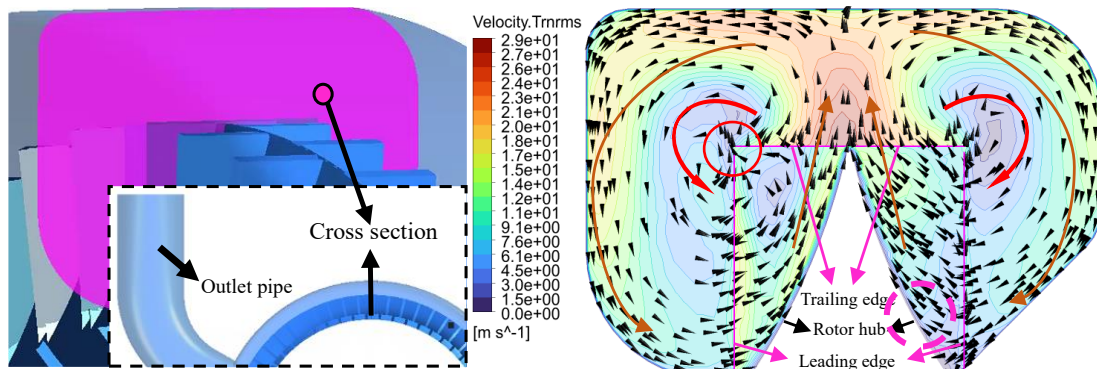 Velocity.Trnrms
2.9e+01
2.7e+01
2.6e+01
2.4e+01
2.3e+01
2.1e+01
2.0e+01
1.8e+01
1.7e+01
1.5e+01
1.4e+01
1.2e+01
1.1e+01
9.1e+00
7.6e+00
6.1e+00
4.5e+00
3.0e+00
1.5e+00
0.0e+00
[m s^-1]
Cross section
Outlet pipe
Trailing edge
Rotor hub
Leading edge